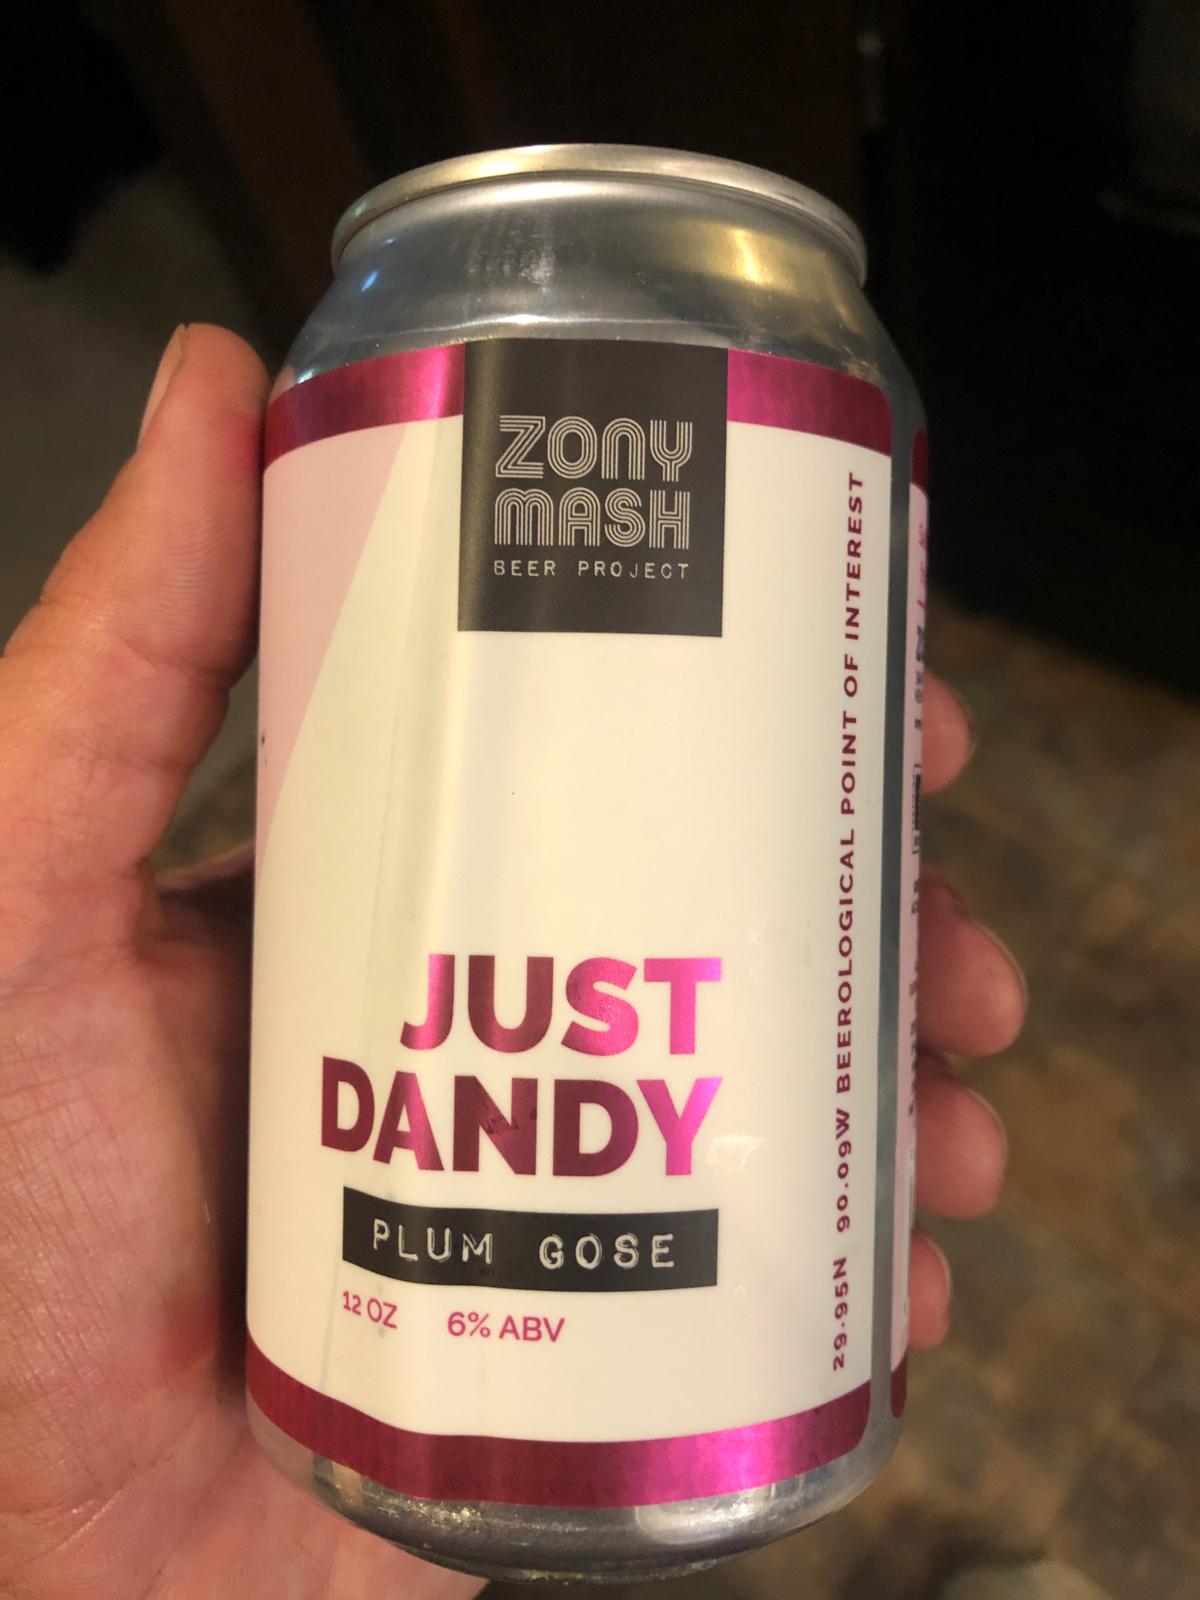 ZONY
MASH
BEER PROJECT
JUST
DANDY
PLUM GOSE
12 OZ 6% ABV
29.95N 90.09W BEEROLOGICAL POINT OF INTEREST